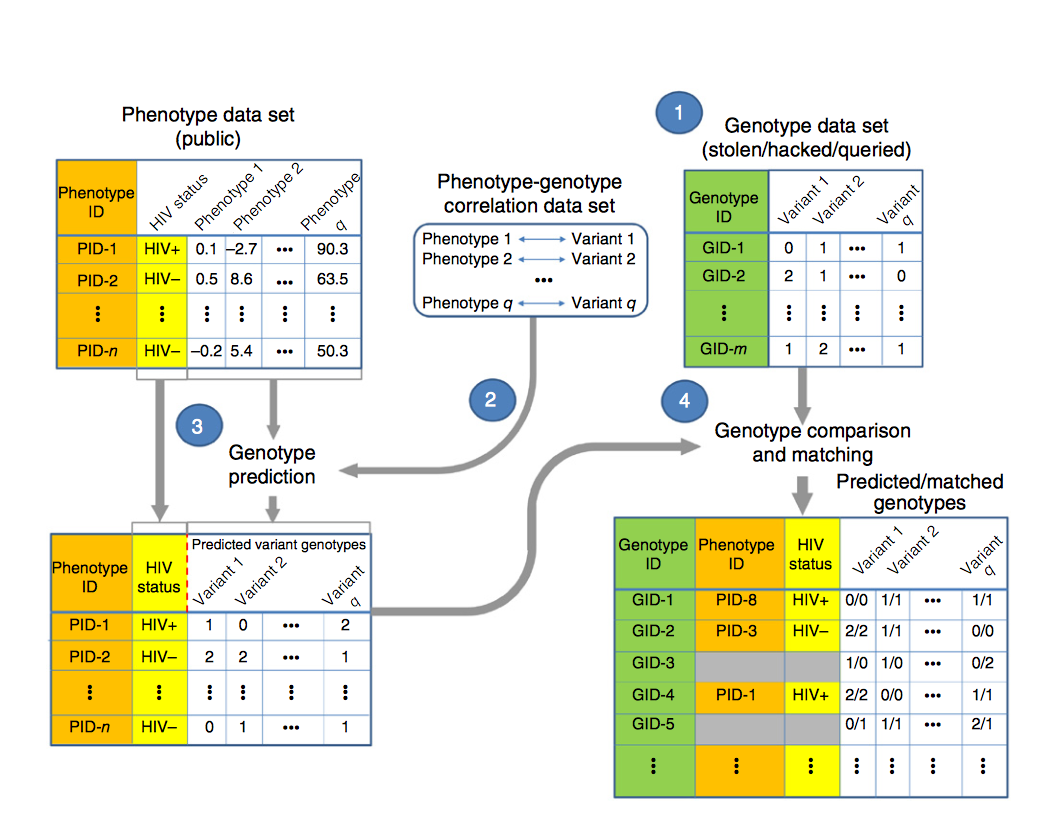 Phenotype data set
(public)
Phenotype
ID
HIV status
Phenotype 1
Phenotype 2
Phenotype
q
PID-1 HIV+ 0.1 –2.7 ••• 90.3
PID-2 HIV– 0.5 8.6 ••• 63.5
PID-n HIV– –0.2 5.4 ••• 50.3
Phenotype-genotype
correlation data set
Phenotype 1 Variant 1
Phenotype 2 Variant 2
•••
Phenotype q Variant q
1
Genotype data set
(stolen/hacked/queried)
Genotype
ID
Variant 1
Variant 2
Variant
q
GID-1 0 1 ••• 1
GID-2 2 1 ••• 0
GID-m 1 2 ••• 1
2
3
4
Genotype
prediction
Genotype comparison
and matching
Phenotype
ID
HIV
status
Predicted variant genotypes
Variant 1
Variant 2
Variant
q
PID-1 HIV+ 1 0 ••• 2
PID-2 HIV– 2 2 ••• 1
PID-n HIV– 0 1 ••• 1
Predicted/matched
genotypes
Genotype
ID
Phenotype
ID
HIV
status
Variant 1
Variant 2
Variant
q
GID-1 PID-8 HIV+ 0/0 1/1 ••• 1/1
GID-2 PID-3 HIV– 2/2 1/1 ••• 0/0
GID-3 1/0 1/0 ••• 0/2
GID-4 PID-1 HIV+ 2/2 0/0 ••• 1/1
GID-5 0/1 1/1 ••• 2/1